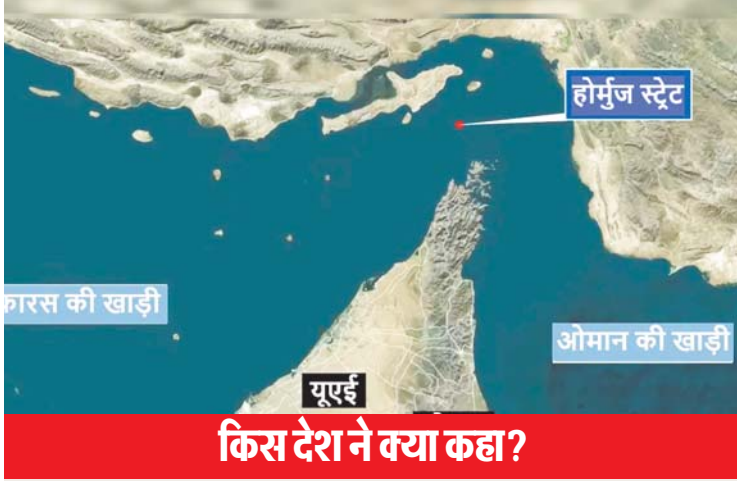 होर्मुज स्ट्रेट
फारस की खाड़ी
ओमान की खाड़ी
यूएई
किस देश ने क्या कहा?